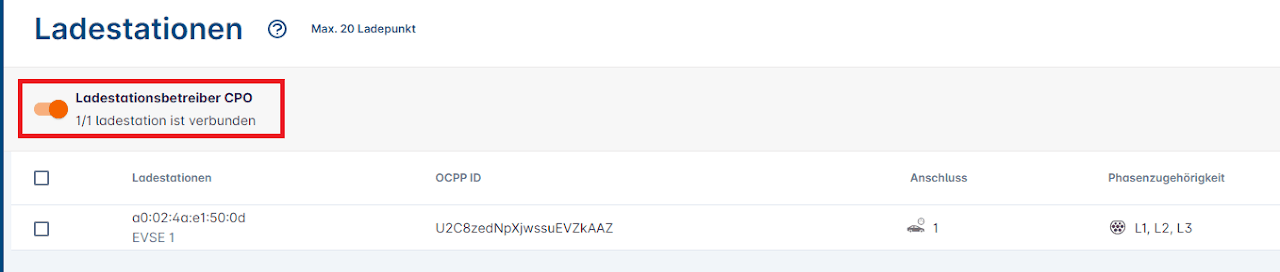 Ladestationen ? Max. 20 Ladepunkt
Ladestationsbetreiber CPO
1/1 ladestation ist verbunden
Ladestationen OCPP ID Anschluss Phasenzugehörigkeit
a0:02:4a:e1:50:0d
EVSE 1
U2C8zedNpXjwssuEVZkAAZ 1 L1, L2, L3